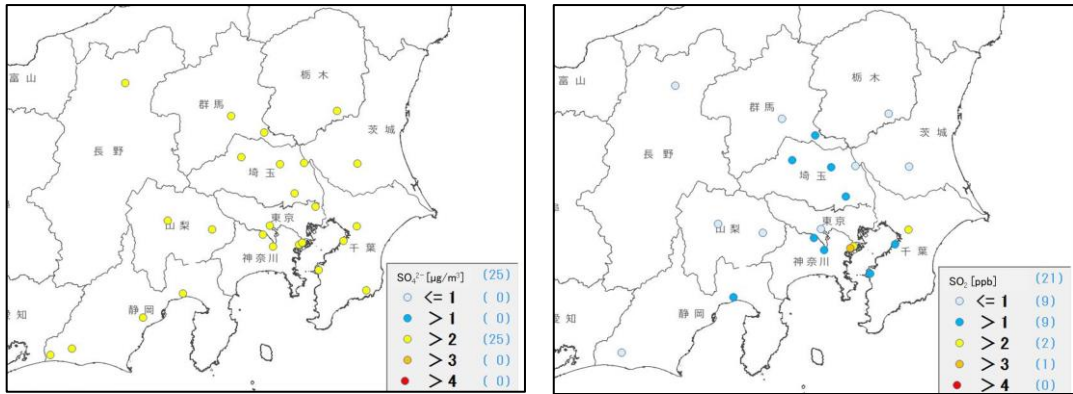 富山
栃木
群馬
茨城
長野
埼玉
東京
山梨
千葉
神奈川
静岡
愛知
SO₄²⁻[μg/m³] (25)
<= 1 ( 0)
> 1 ( 0)
> 2 (25)
> 3 ( 0)
> 4 ( 0)
富山
栃木
群馬
茨城
長野
埼玉
東京
山梨
千葉
神奈川
静岡
愛知
SO₂ [ppb] (21)
<= 1 (9)
> 1 (9)
> 2 (2)
> 3 (1)
> 4 (0)